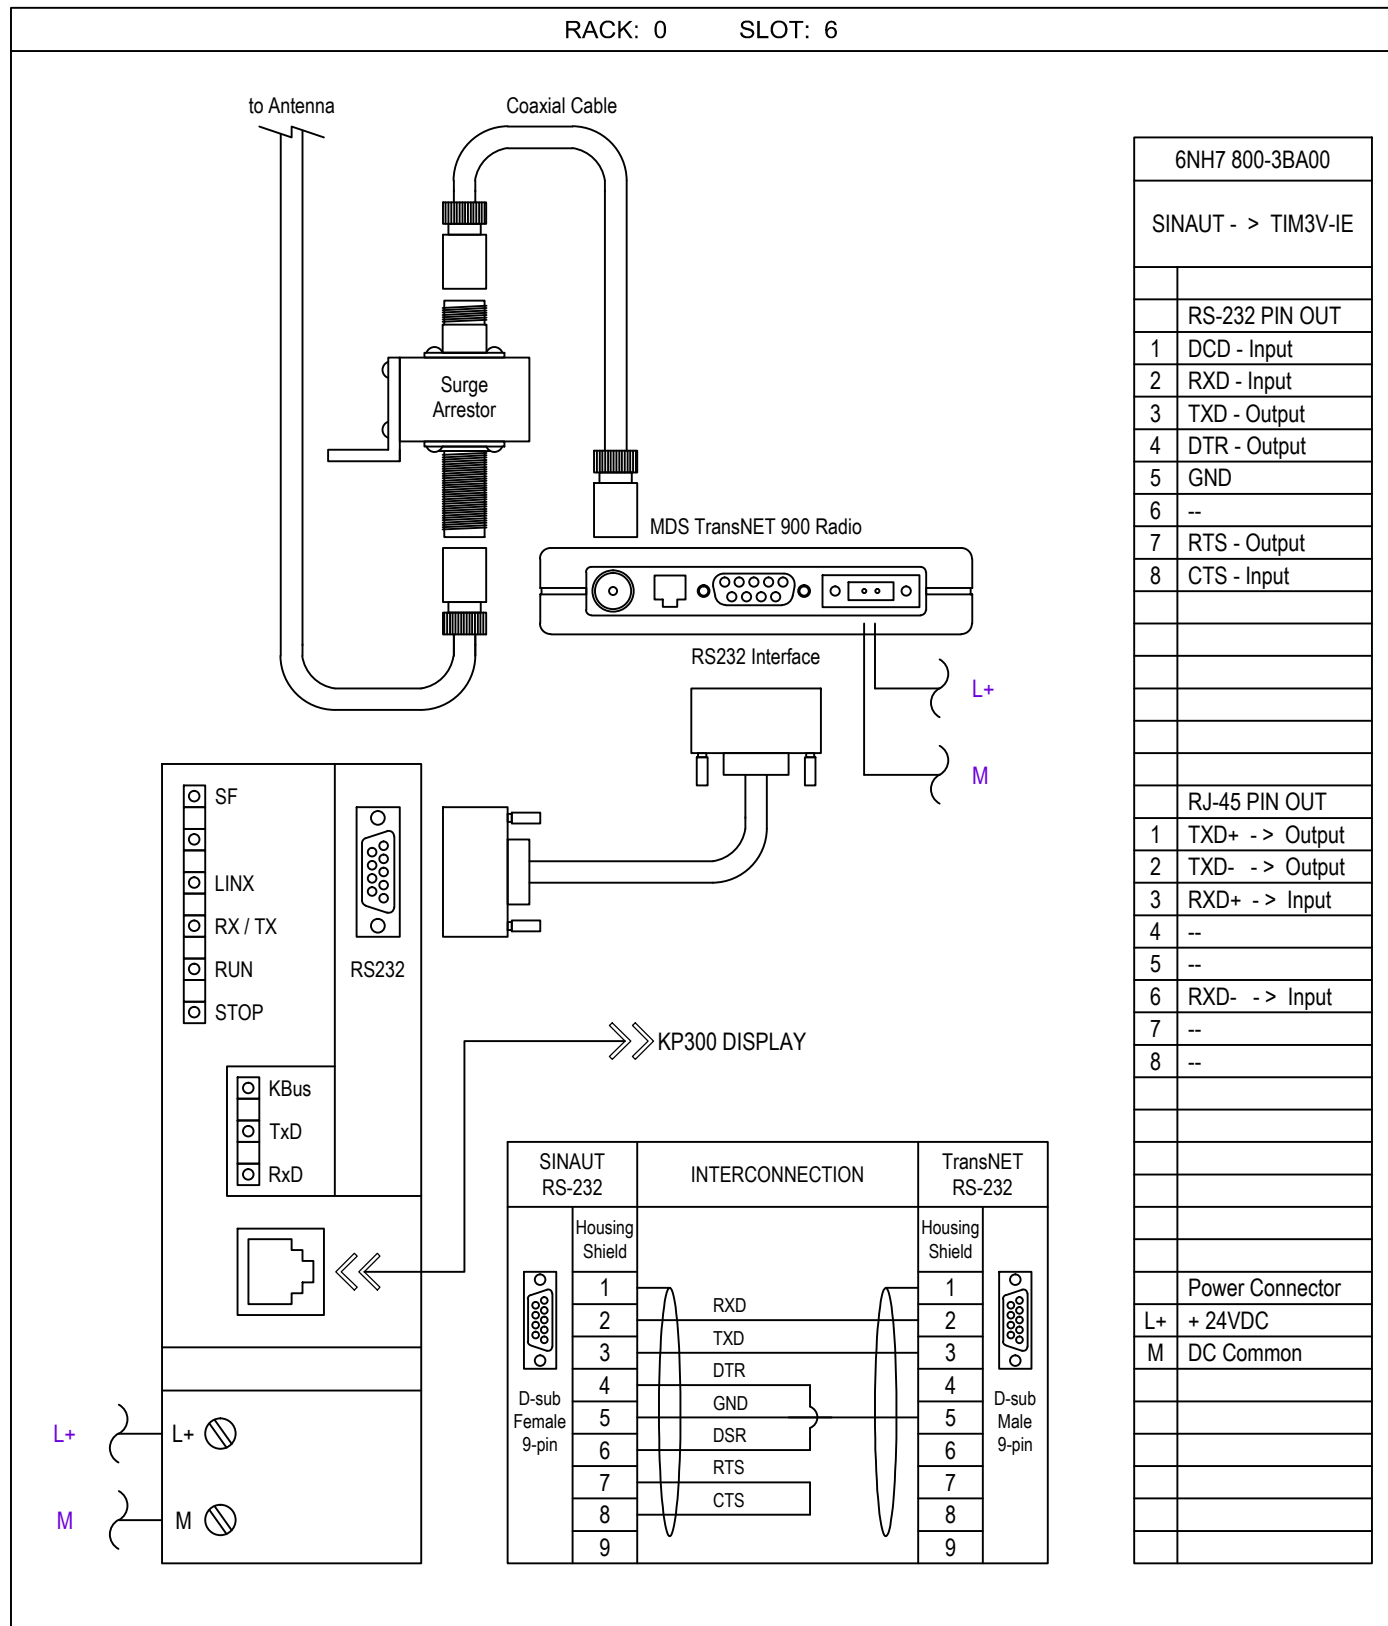 RACK: 0 SLOT: 6
to Antenna
Coaxial Cable
Surge
Arrestor
MDS TransNET 900 Radio
RS232 Interface
L+
M
SF
LINX
RX / TX
RUN
STOP
RS232
KBus
TxD
RxD
KP300 DISPLAY
L+
L+
M
M
SINAUT
RS-232
INTERCONNECTION
TransNET
RS-232
Housing
Shield
Housing
Shield
1
RXD
1
2
TXD
2
3
DTR
3
4
GND
4
5
DSR
5
6
RTS
6
7
CTS
7
8
8
9
9
D-sub
Female
9-pin
D-sub
Male
9-pin
6NH7 800-3BA00
SINAUT - > TIM3V-IE
RS-232 PIN OUT
1 DCD - Input
2 RXD - Input
3 TXD - Output
4 DTR - Output
5 GND
6 --
7 RTS - Output
8 CTS - Input
RJ-45 PIN OUT
1 TXD+ - > Output
2 TXD- - > Output
3 RXD+ - > Input
4 --
5 --
6 RXD- - > Input
7 --
8 --
Power Connector
L+ + 24VDC
M DC Common